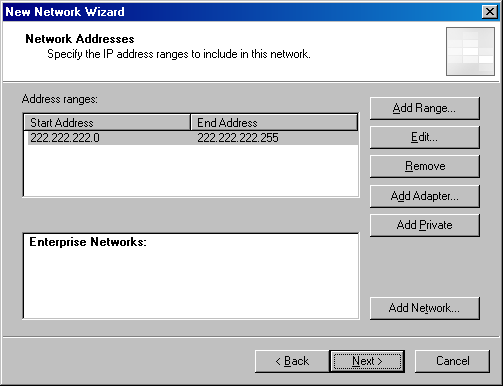 New Network Wizard
Network Addresses
Specify the IP address ranges to include in this network.
Address ranges:
Start Address End Address
222.222.222.0 222.222.222.255
Add Range...
Edit...
Remove
Add Adapter...
Add Private
Enterprise Networks:
Add Network...
< Back Next > Cancel